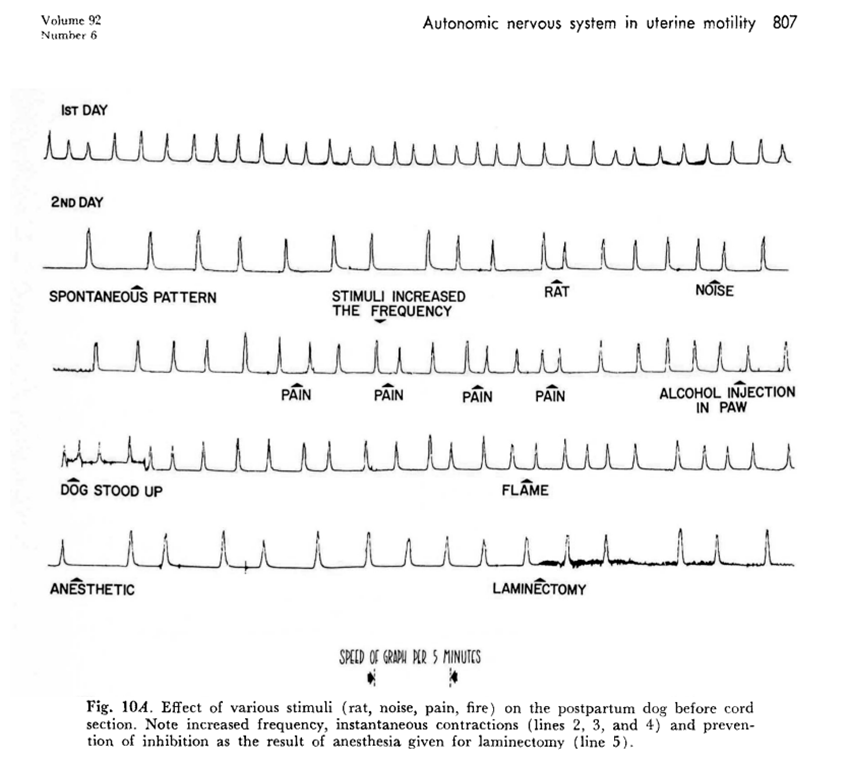 Volume 92
Number 6
Autonomic nervous system in uterine motility 807
1ST DAY
2ND DAY
SPONTANEOUS PATTERN
STIMULI INCREASED
THE FREQUENCY
RAT
NOISE
PAIN
PAIN
PAIN
PAIN
ALCOHOL INJECTION
IN PAW
DOG STOOD UP
FLAME
ANESTHETIC
LAMINECTOMY
SPEED OF GRAPH PER 5 MINUTES
Fig. 10A. Effect of various stimuli (rat, noise, pain, fire) on the postpartum dog before cord
section. Note increased frequency, instantaneous contractions (lines 2, 3, and 4) and preven-
tion of inhibition as the result of anesthesia given for laminectomy (line 5).